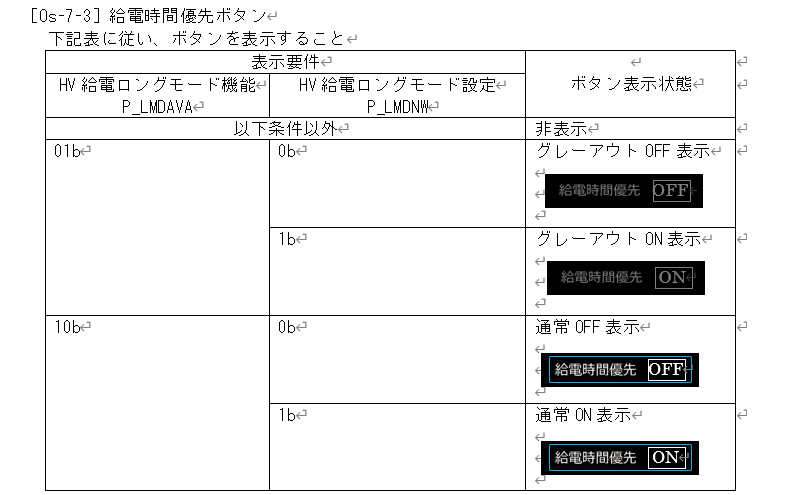 ［Os-7-3］給電時間優先ボタン
下記表に従い、ボタンを表示すること
表示要件
HV 給電ロングモード機能
P_LMDAVA
HV 給電ロングモード設定
P_LMDNW
ボタン表示状態
以下条件以外
非表示
01b
0b
グレーアウト OFF 表示
給電時間優先 OFF
1b
グレーアウト ON 表示
給電時間優先 ON
10b
0b
通常 OFF 表示
給電時間優先 OFF
1b
通常 ON 表示
給電時間優先 ON